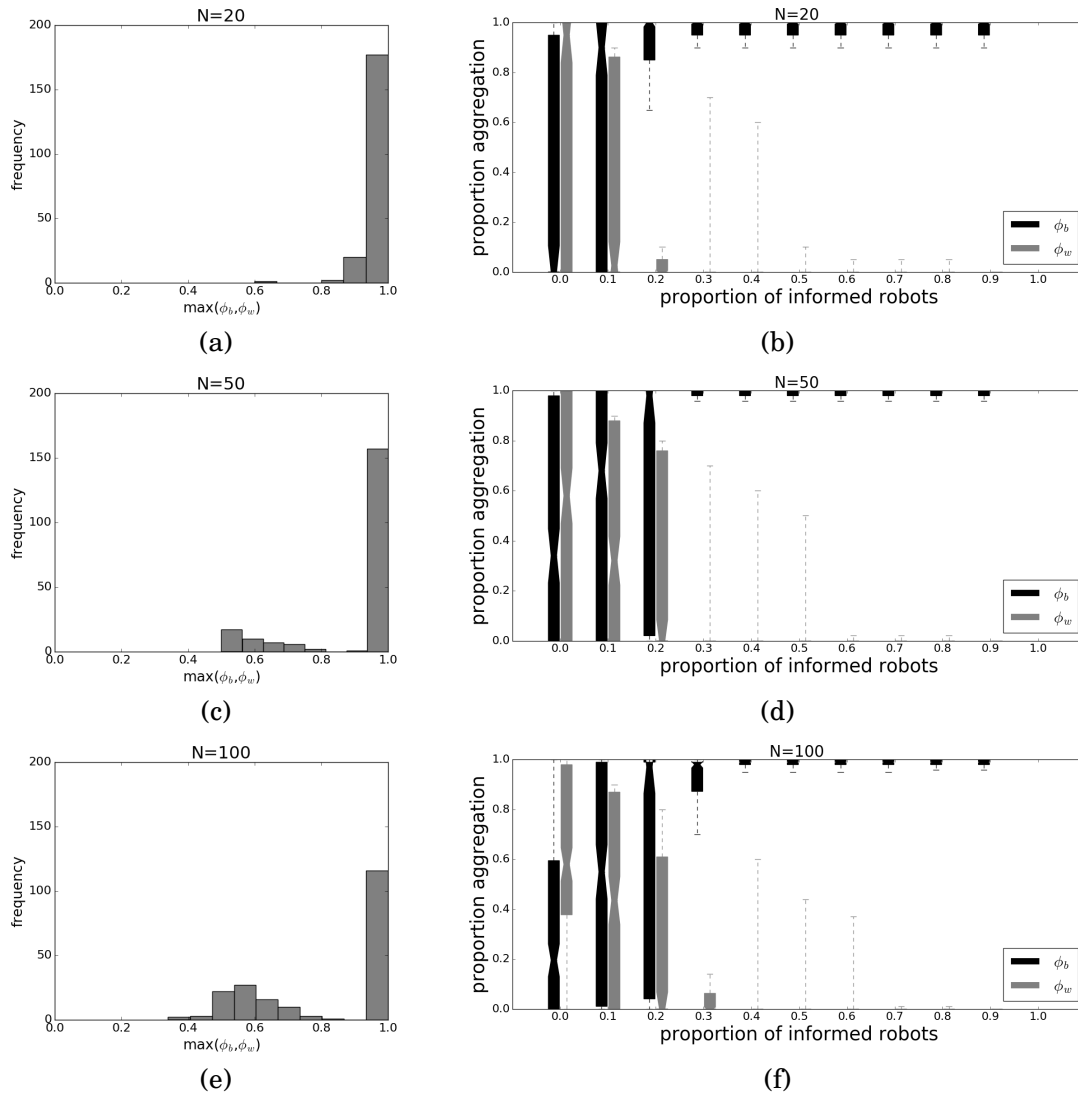 N=20
200
150
100
50
0
frequency
0.0 0.2 0.4 0.6 0.8 1.0
max(ϕb,ϕw)
(a)
N=20
1.0
0.8
0.6
0.4
0.2
0.0
proportion aggregation
ϕb
ϕw
0.0 0.1 0.2 0.3 0.4 0.5 0.6 0.7 0.8 0.9 1.0
proportion of informed robots
(b)
N=50
200
150
100
50
0
frequency
0.0 0.2 0.4 0.6 0.8 1.0
max(ϕb,ϕw)
(c)
N=50
1.0
0.8
0.6
0.4
0.2
0.0
proportion aggregation
ϕb
ϕw
0.0 0.1 0.2 0.3 0.4 0.5 0.6 0.7 0.8 0.9 1.0
proportion of informed robots
(d)
N=100
200
150
100
50
0
frequency
0.0 0.2 0.4 0.6 0.8 1.0
max(ϕb,ϕw)
(e)
N=100
1.0
0.8
0.6
0.4
0.2
0.0
proportion aggregation
ϕb
ϕw
0.0 0.1 0.2 0.3 0.4 0.5 0.6 0.7 0.8 0.9 1.0
proportion of informed robots
(f)